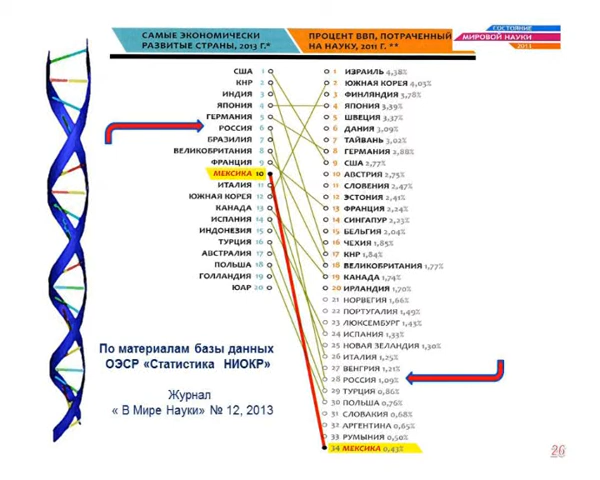 САМЫЕ ЭКОНОМИЧЕСКИ
РАЗВИТЫЕ СТРАНЫ, 2013 Г.*
ПРОЦЕНТ ВВП, ПОТРАЧЕННЫЙ
НА НАУКУ, 2011 Г. **
СОСТОЯНИЕ
МИРОВОЙ НАУКИ
2013
США 1
КНР 2
ИНДИЯ 3
ЯПОНИЯ 4
ГЕРМАНИЯ 5
РОССИЯ 6
БРАЗИЛИЯ 7
ВЕЛИКОБРИТАНИЯ 8
ФРАНЦИЯ 9
МЕКСИКА 10
ИТАЛИЯ 11
ЮЖНАЯ КОРЕЯ 12
КАНАДА 13
ИСПАНИЯ 14
ИНДОНЕЗИЯ 15
ТУРЦИЯ 16
АВСТРАЛИЯ 17
ПОЛЬША 18
ГОЛЛАНДИЯ 19
ЮАР 20
1 ИЗРАИЛЬ 4,38%
2 ЮЖНАЯ КОРЕЯ 4,03%
3 ФИНЛЯНДИЯ 3,78%
4 ЯПОНИЯ 3,39%
5 ШВЕЦИЯ 3,37%
6 ДАНИЯ 3,09%
7 ТАЙВАНЬ 3,02%
8 ГЕРМАНИЯ 2,88%
9 США 2,77%
10 АВСТРИЯ 2,75%
11 СЛОВЕНИЯ 2,47%
12 ЭСТОНИЯ 2,41%
13 ФРАНЦИЯ 2,24%
14 СИНГАПУР 2,23%
15 БЕЛЬГИЯ 2,04%
16 ЧЕХИЯ 1,85%
17 КНР 1,84%
18 ВЕЛИКОБРИТАНИЯ 1,77%
19 КАНАДА 1,74%
20 ИРЛАНДИЯ 1,70%
21 НОРВЕГИЯ 1,66%
22 ПОРТУГАЛИЯ 1,49%
23 ЛЮКСЕМБУРГ 1,43%
24 ИСПАНИЯ 1,33%
25 НОВАЯ ЗЕЛАНДИЯ 1,30%
26 ИТАЛИЯ 1,25%
27 ВЕНГРИЯ 1,21%
28 РОССИЯ 1,09%
29 ТУРЦИЯ 0,86%
30 ПОЛЬША 0,76%
31 СЛОВАКИЯ 0,68%
32 АРГЕНТИНА 0,65%
33 РУМЫНИЯ 0,50%
34 МЕКСИКА 0,43%
По материалам базы данных
ОЭСР «Статистика НИОКР»
Журнал
« В Мире Науки» № 12, 2013
26